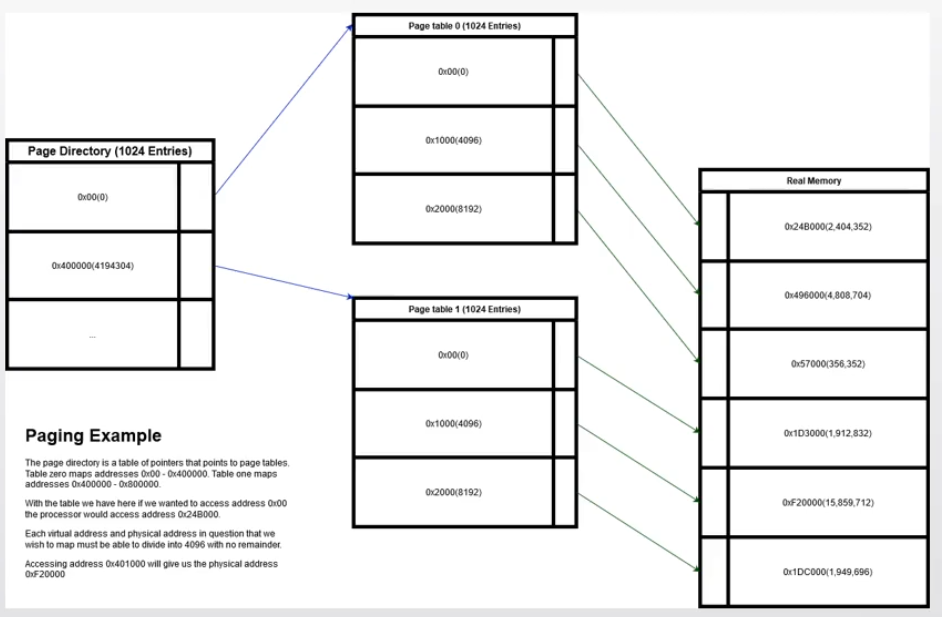 Page Directory (1024 Entries)
0x00(0)
0x400000(4194304)
...
Page table 0 (1024 Entries)
0x00(0)
0x1000(4096)
0x2000(8192)
Page table 1 (1024 Entries)
0x00(0)
0x1000(4096)
0x2000(8192)
Real Memory
0x24B000(2,404,352)
0x496000(4,808,704)
0x57000(356,352)
0x1D3000(1,912,832)
0xF20000(15,859,712)
0x1DC000(1,949,696)
Paging Example
The page directory is a table of pointers that points to page tables.
Table zero maps addresses 0x00 - 0x400000. Table one maps
addresses 0x400000 - 0x800000.
With the table we have here if we wanted to access address 0x00
the processor would access address 0x24B000.
Each virtual address and physical address in question that we
wish to map must be able to divide into 4096 with no remainder.
Accessing address 0x401000 will give us the physical address
0xF20000